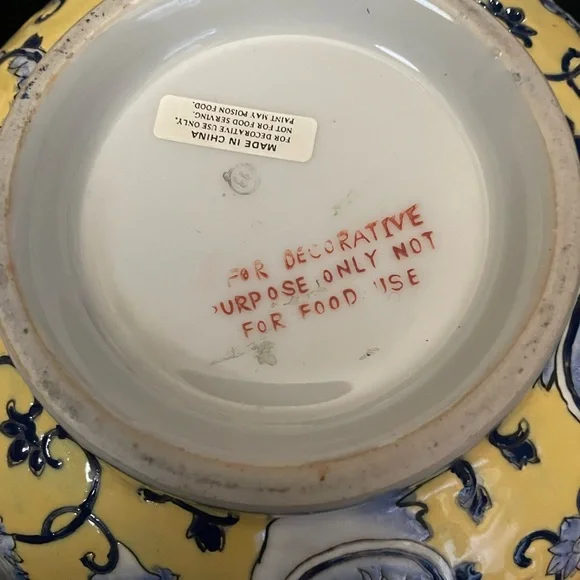 MADE IN CHINA
FOR DECORATIVE USE ONLY.
NOT FOR FOOD SERVING.
PAINT MAY POISON FOOD.
FOR DECORATIVE
PURPOSE ONLY NOT
FOR FOOD USE